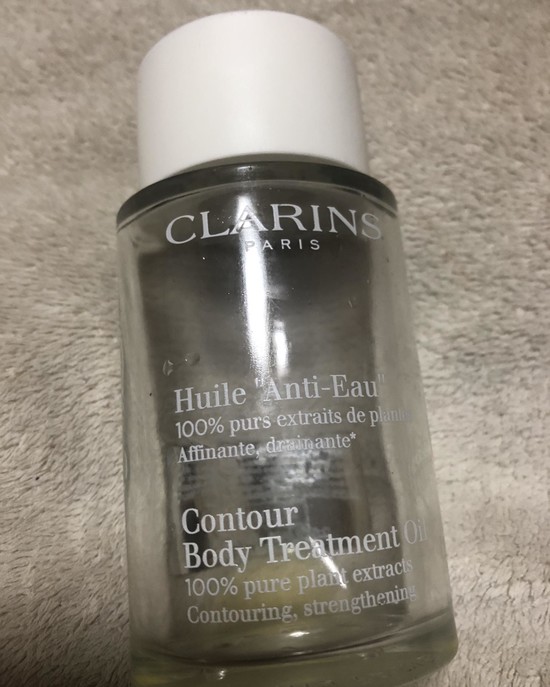 CLARINS
PARIS
Huile "Anti-Eau"
100% purs extraits de
Affinante, drainante*
Contour
Body Treatment Oil
100% pure plant extracts
Contouring, strengthening